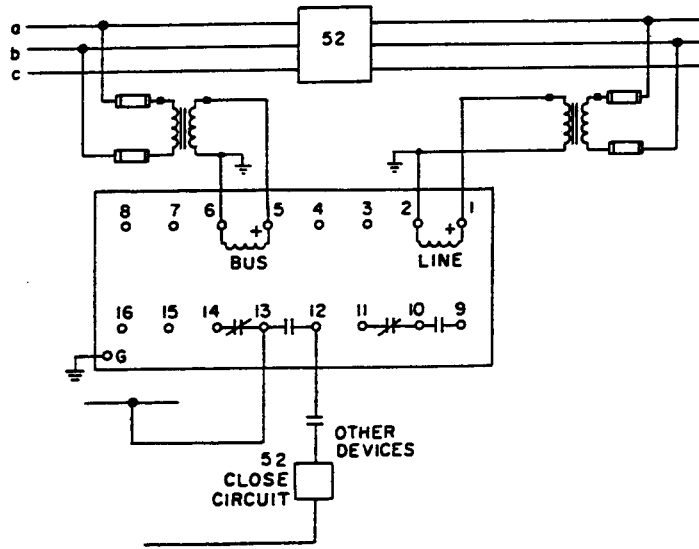 a
b
c
52
8 7 6 5 4 3 2 1
+ +
BUS LINE
16 15 14 13 12 11 10 9
G
OTHER
DEVICES
52
CLOSE
CIRCUIT